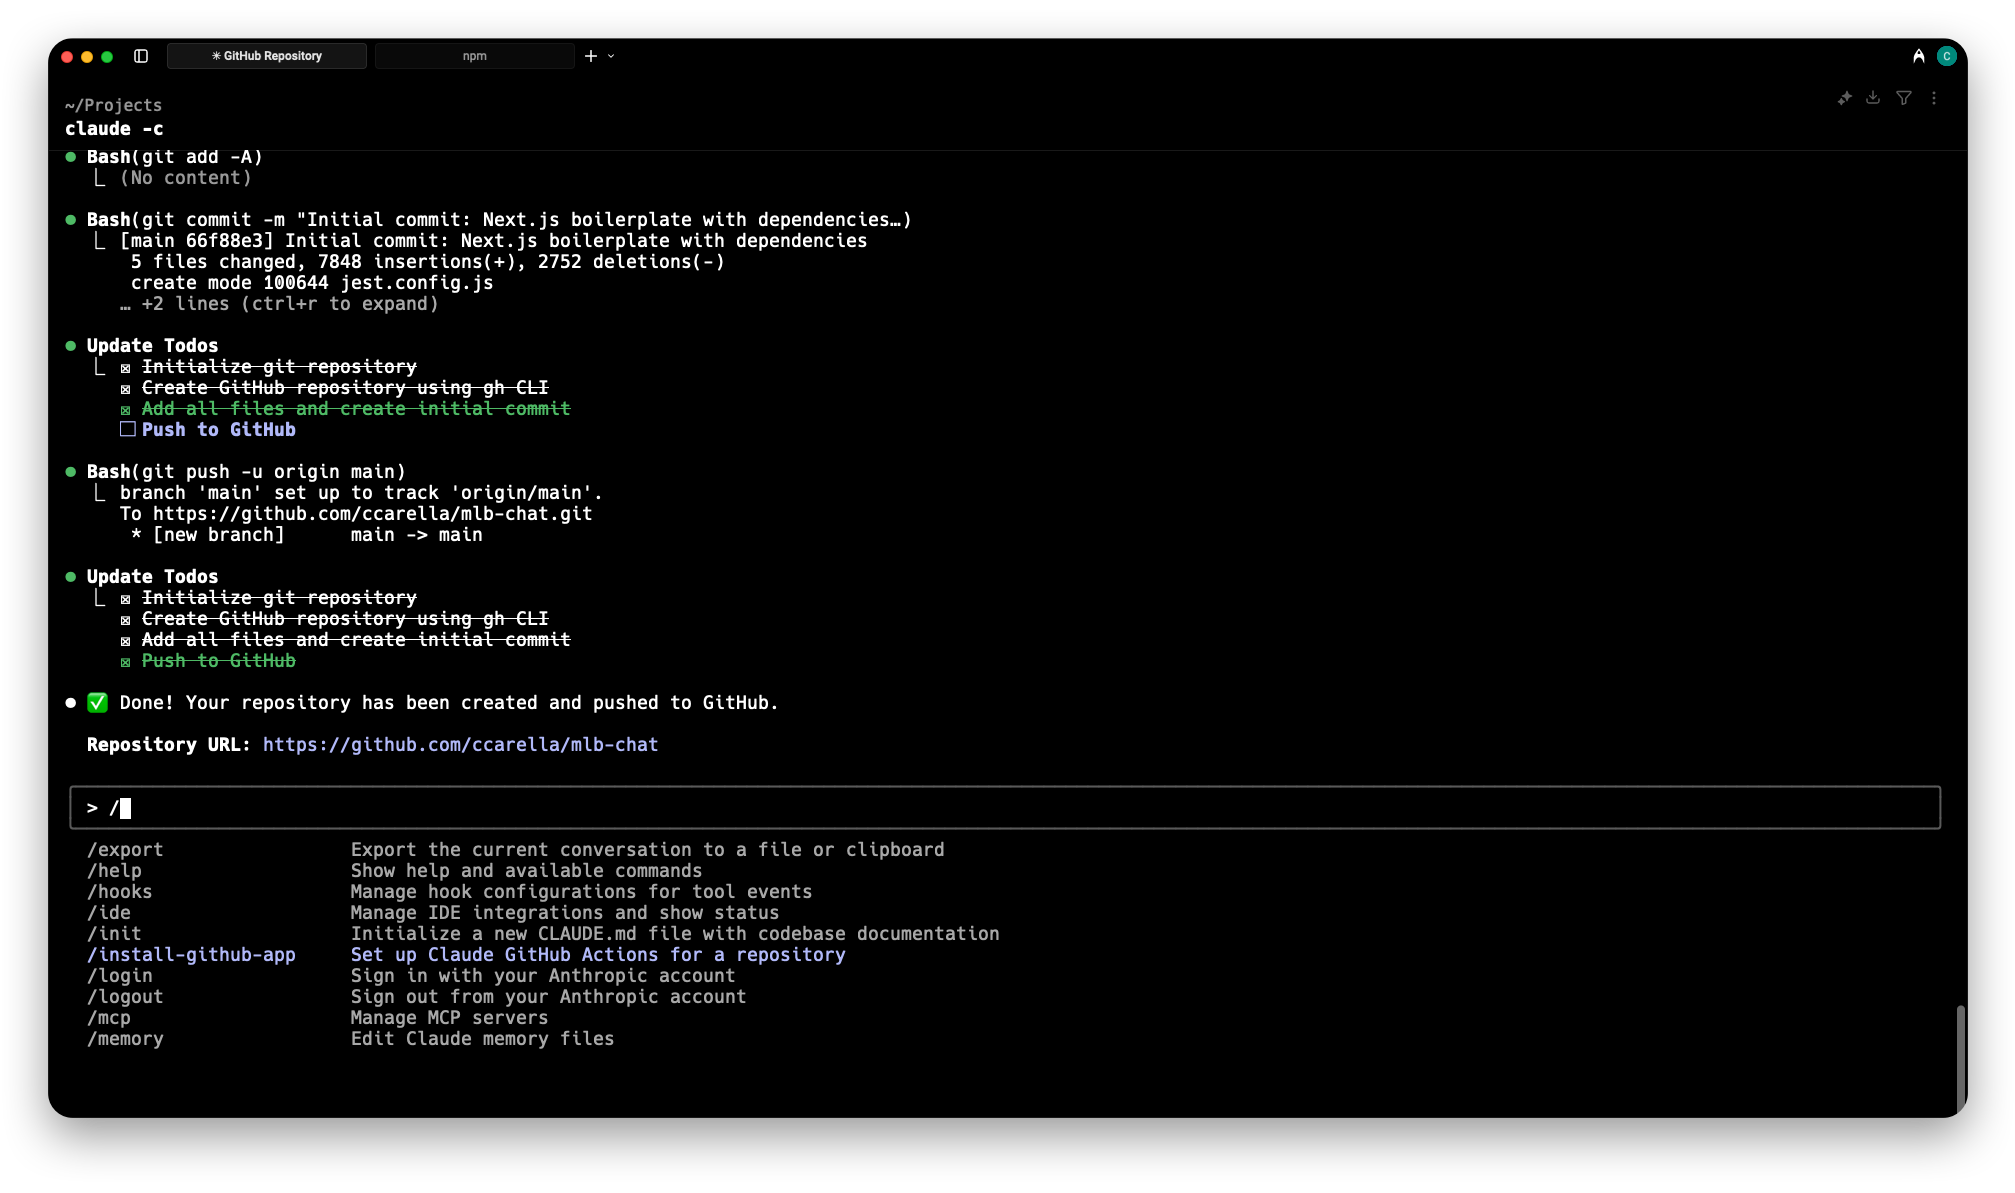 ✳ GitHub Repository
npm
C
~/Projects
claude -c
Bash(git add -A)
(No content)
Bash(git commit -m "Initial commit: Next.js boilerplate with dependencies…)
[main 66f88e3] Initial commit: Next.js boilerplate with dependencies
5 files changed, 7848 insertions(+), 2752 deletions(-)
create mode 100644 jest.config.js
… +2 lines (ctrl+r to expand)
Update Todos
☒ Initialize git repository
☒ Create GitHub repository using gh CLI
☒ Add all files and create initial commit
☐ Push to GitHub
Bash(git push -u origin main)
branch 'main' set up to track 'origin/main'.
To https://github.com/ccarella/mlb-chat.git
* [new branch]      main -> main
Update Todos
☒ Initialize git repository
☒ Create GitHub repository using gh CLI
☒ Add all files and create initial commit
☒ Push to GitHub
✅ Done! Your repository has been created and pushed to GitHub.
Repository URL: https://github.com/ccarella/mlb-chat
> /
/export Export the current conversation to a file or clipboard
/help Show help and available commands
/hooks Manage hook configurations for tool events
/ide Manage IDE integrations and show status
/init Initialize a new CLAUDE.md file with codebase documentation
/install-github-app Set up Claude GitHub Actions for a repository
/login Sign in with your Anthropic account
/logout Sign out from your Anthropic account
/mcp Manage MCP servers
/memory Edit Claude memory files